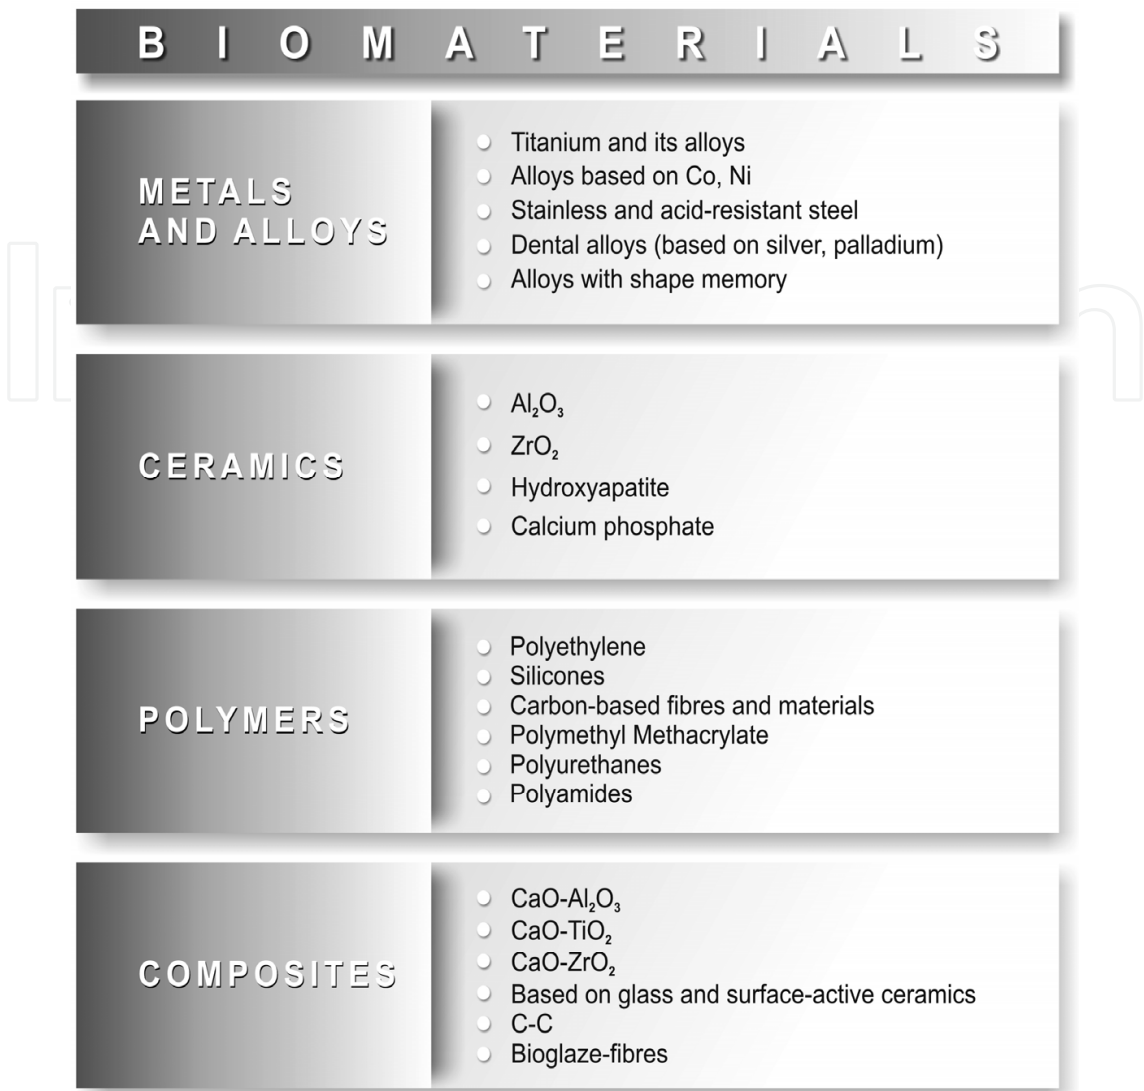 BIOMATERIALS
METALS
AND ALLOYS
Titanium and its alloys
Alloys based on Co, Ni
Stainless and acid-resistant steel
Dental alloys (based on silver, palladium)
Alloys with shape memory
CERAMICS
Al₂O₃
ZrO₂
Hydroxyapatite
Calcium phosphate
POLYMERS
Polyethylene
Silicones
Carbon-based fibres and materials
Polymethyl Methacrylate
Polyurethanes
Polyamides
COMPOSITES
CaO-Al₂O₃
CaO-TiO₂
CaO-ZrO₂
Based on glass and surface-active ceramics
C-C
Bioglaze-fibres